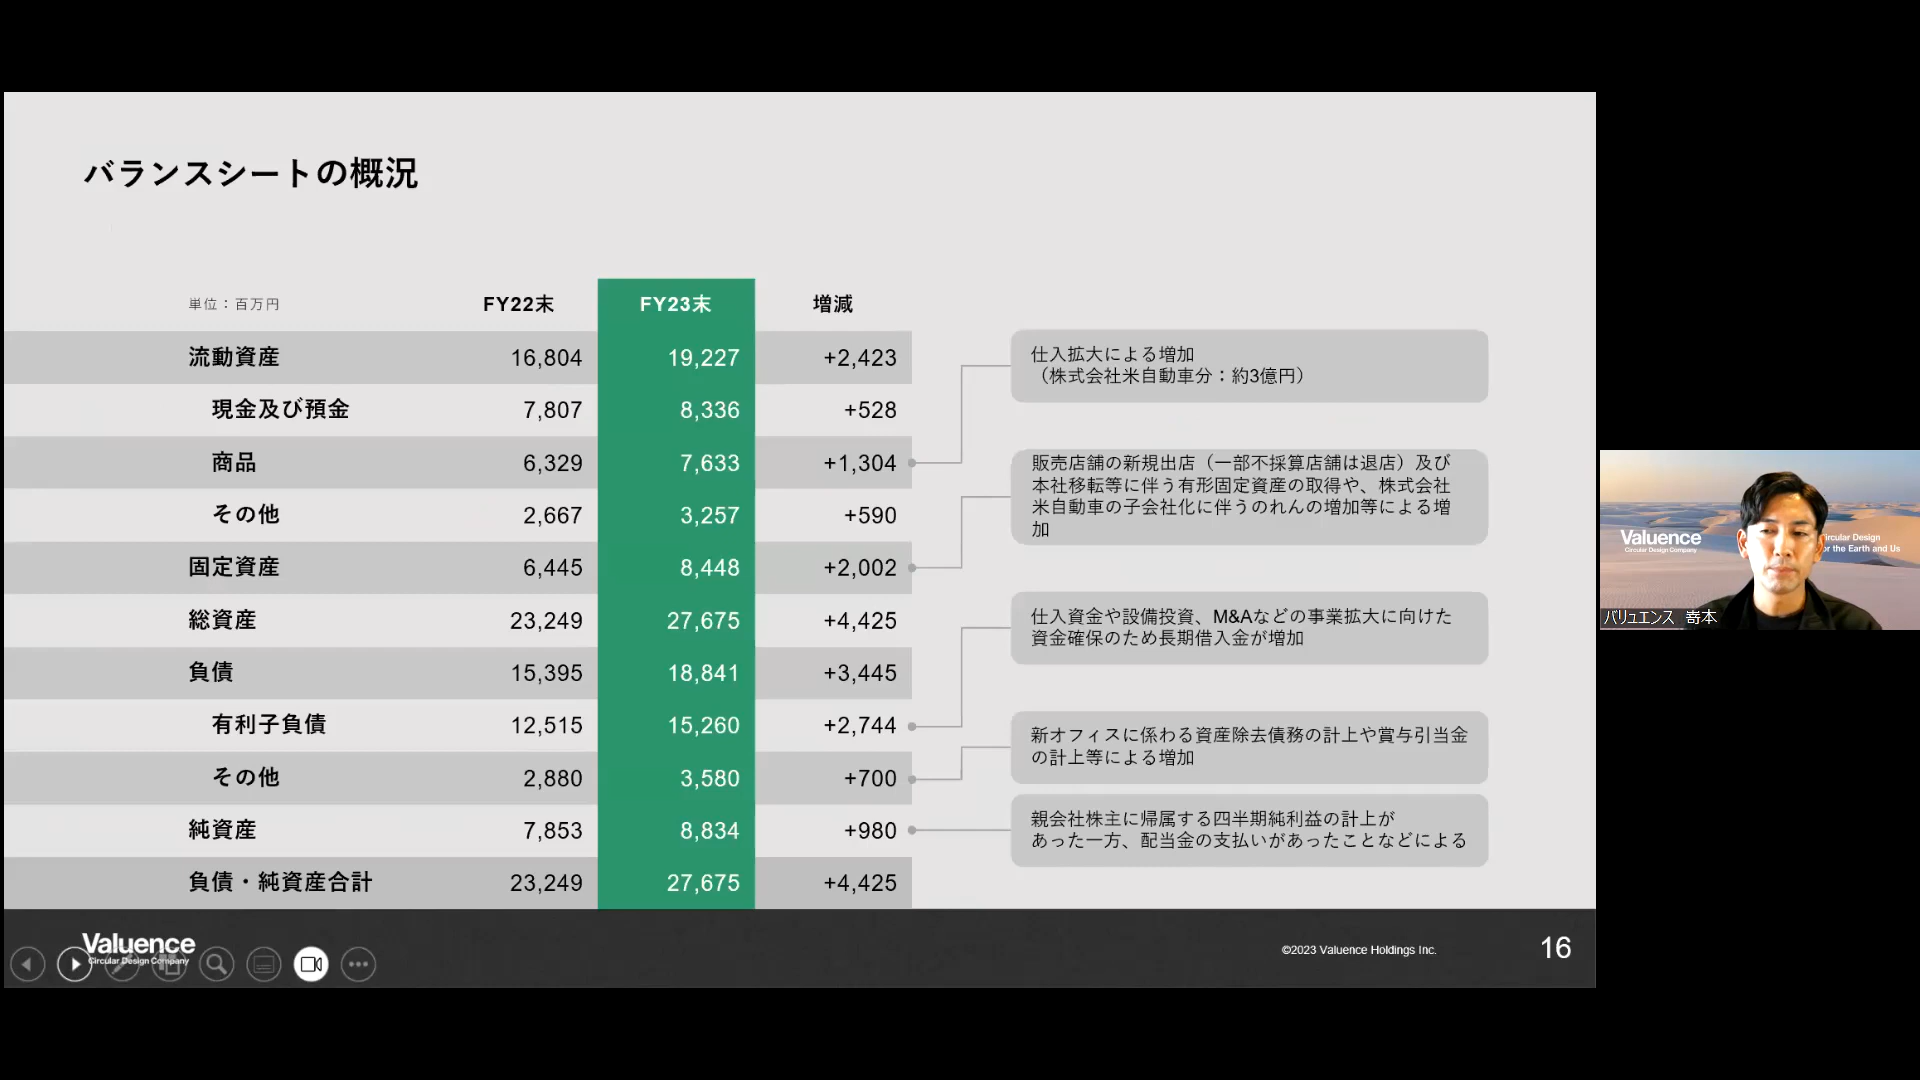 バランスシートの概況
単位：百万円 FY22末 FY23末 増減
流動資産 16,804 19,227 +2,423
現金及び預金 7,807 8,336 +528
商品 6,329 7,633 +1,304
その他 2,667 3,257 +590
固定資産 6,445 8,448 +2,002
総資産 23,249 27,675 +4,425
負債 15,395 18,841 +3,445
有利子負債 12,515 15,260 +2,744
その他 2,880 3,580 +700
純資産 7,853 8,834 +980
負債・純資産合計 23,249 27,675 +4,425
仕入拡大による増加
（株式会社米自動車分：約3億円）
販売店舗の新規出店（一部不採算店舗は退店）及び
本社移転等に伴う有形固定資産の取得や、株式会社
米自動車の子会社化に伴うのれんの増加等による増
加
仕入資金や設備投資、M&Aなどの事業拡大に向けた
資金確保のため長期借入金が増加
新オフィスに係わる資産除去債務の計上や賞与引当金
の計上等による増加
親会社株主に帰属する四半期純利益の計上が
あった一方、配当金の支払いがあったことなどによる
Valuence
Circular Design Company
©2023 Valuence Holdings Inc.
16
Valuence
Circular Design Company
ircular Design
or the Earth and Us
バリュエンス 嵜本